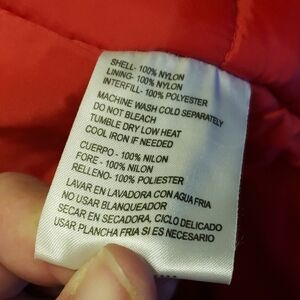 SHELL- 100% NYLON
LINING- 100% NYLON
INTERFILL- 100% POLYESTER
MACHINE WASH COLD SEPARATELY
DO NOT BLEACH
TUMBLE DRY LOW HEAT
COOL IRON IF NEEDED
CUERPO - 100% NILON
FORE - 100% NILON
RELLENO- 100% POLIESTER
LAVAR EN LAVADORA CON AGUA FRIA
NO USAR BLANQUEADOR
SECAR EN SECADORA, CICLO DELICADO
USAR PLANCHA FRIA SI ES NECESARIO